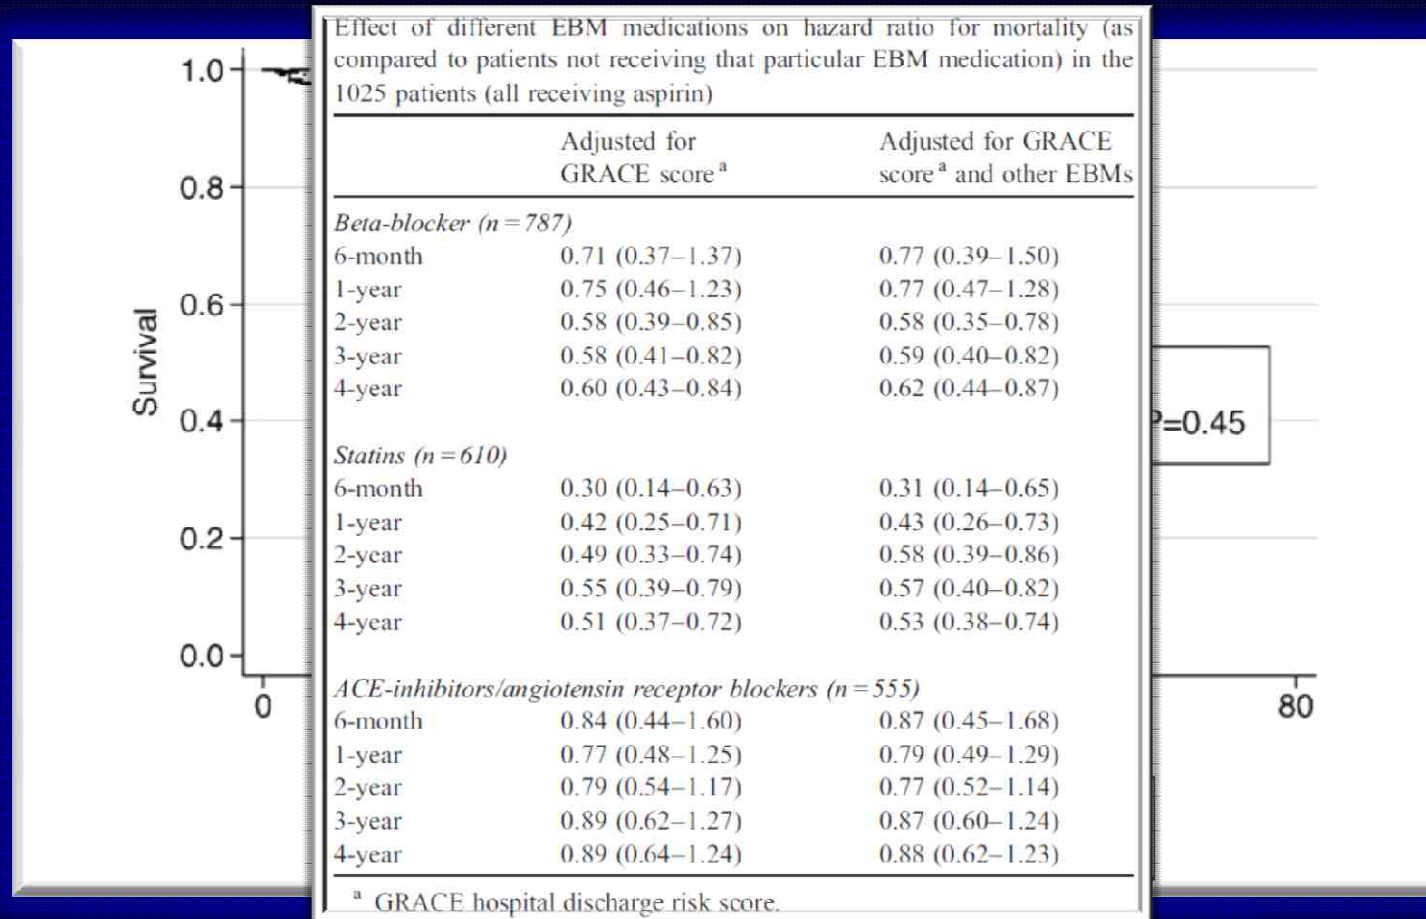 Effect of different EBM medications on hazard ratio for mortality (as
compared to patients not receiving that particular EBM medication) in the
1025 patients (all receiving aspirin)
Adjusted for GRACE score a
Adjusted for GRACE score a and other EBMs
Beta-blocker (n=787)
6-month 0.71 (0.37–1.37) 0.77 (0.39–1.50)
1-year 0.75 (0.46–1.23) 0.77 (0.47–1.28)
2-year 0.58 (0.39–0.85) 0.58 (0.35–0.78)
3-year 0.58 (0.41–0.82) 0.59 (0.40–0.82)
4-year 0.60 (0.43–0.84) 0.62 (0.44–0.87)
Statins (n=610)
6-month 0.30 (0.14–0.63) 0.31 (0.14–0.65)
1-year 0.42 (0.25–0.71) 0.43 (0.26–0.73)
2-year 0.49 (0.33–0.74) 0.58 (0.39–0.86)
3-year 0.55 (0.39–0.79) 0.57 (0.40–0.82)
4-year 0.51 (0.37–0.72) 0.53 (0.38–0.74)
ACE-inhibitors/angiotensin receptor blockers (n=555)
6-month 0.84 (0.44–1.60) 0.87 (0.45–1.68)
1-year 0.77 (0.48–1.25) 0.79 (0.49–1.29)
2-year 0.79 (0.54–1.17) 0.77 (0.52–1.14)
3-year 0.89 (0.62–1.27) 0.87 (0.60–1.24)
4-year 0.89 (0.64–1.24) 0.88 (0.62–1.23)
a GRACE hospital discharge risk score.
Survival
1.0
0.8
0.6
0.4
0.2
0.0
0
80
P=0.45